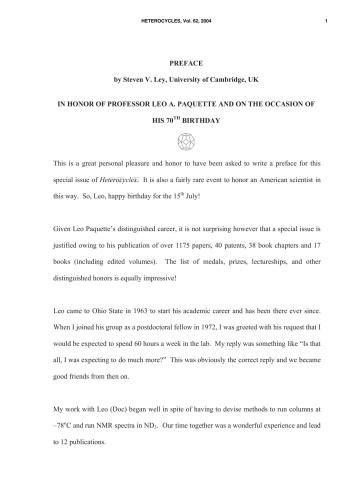 HETEROCYCLES, Vol. 62, 2004 1
PREFACE
by Steven V. Ley, University of Cambridge, UK
IN HONOR OF PROFESSOR LEO A. PAQUETTE AND ON THE OCCASION OF
HIS 70TH BIRTHDAY
This is a great personal pleasure and honor to have been asked to write a preface for this
special issue of Heterocycles. It is also a fairly rare event to honor an American scientist in
this way. So, Leo, happy birthday for the 15th July!
Given Leo Paquette's distinguished career, it is not surprising however that a special issue is
justified owing to his publication of over 1175 papers, 40 patents, 38 book chapters and 17
books (including edited volumes). The list of medals, prizes, lectureships, and other
distinguished honors is equally impressive!
Leo came to Ohio State in 1963 to start his academic career and has been there ever since.
When I joined his group as a postdoctoral fellow in 1972, I was greeted with his request that I
would be expected to spend 60 hours a week in the lab. My reply was something like “Is that
all, I was expecting to do much more?” This was obviously the correct reply and we became
good friends from then on.
My work with Leo (Doc) began well in spite of having to devise methods to run columns at
–78°C and run NMR spectra in ND3. Our time together was a wonderful experience and lead
to 12 publications.